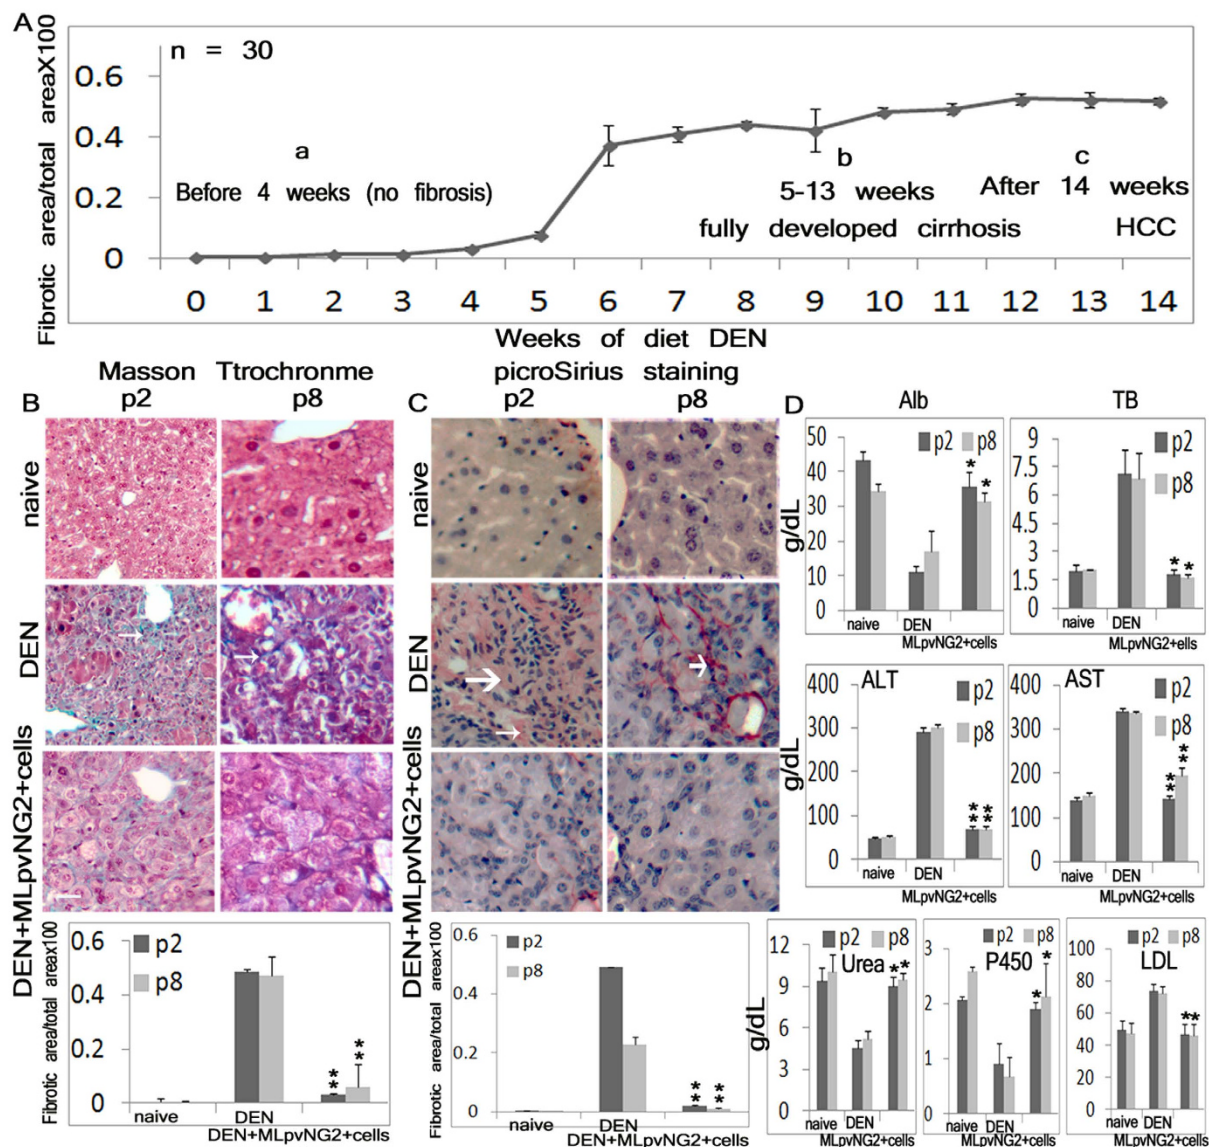 A
n = 30
Fibrotic area/total areaX100
0.6
0.4
0.2
0
a
Before 4 weeks (no fibrosis)
b
5-13 weeks
fully developed cirrhosis
c
After 14 weeks
HCC
0 1 2 3 4 5 6 7 8 9 10 11 12 13 14
Weeks of diet DEN
Masson Ttrochronme
p2 p8
picroSirius staining
p2 p8
B
naive
DEN
DEN+MLpvNG2+cells
Fibrotic area/total areax100
0.6
0.4
0.2
0
p2
p8
**
**
naive DEN
DEN+MLpvNG2+cells
C
naive
DEN
DEN+MLpvNG2+cells
Fibrotic area/total areax100
0.6
0.4
0.2
0
p2
p8
** **
naive DEN
DEN+MLpvNG2+cells
D
Alb
g/dL
50
40
30
20
10
0
p2 p8
* *
naive DEN
MLpvNG2+cells
TB
9
7.5
6
4.5
3
1.5
0
p2
p8
* *
naive DEN
MLpvNG2+ells
ALT
g/dL
400
300
200
100
0
p2
p8
** **
naive DEN
MLpvNG2+cells
AST
400
300
200
100
0
p2
p8
** **
naive DEN
MLpvNG2+cells
Urea
g/dL
12
9
6
3
0
p2 p8
* *
naive DEN
MLpvNG2+cells
P450
3
2
1
0
p2 p8
* *
naive DEN
MLpvNG2+cells
LDL
100
80
60
40
20
0
p2 p8
**
naive DEN
MLpvNG2+cells